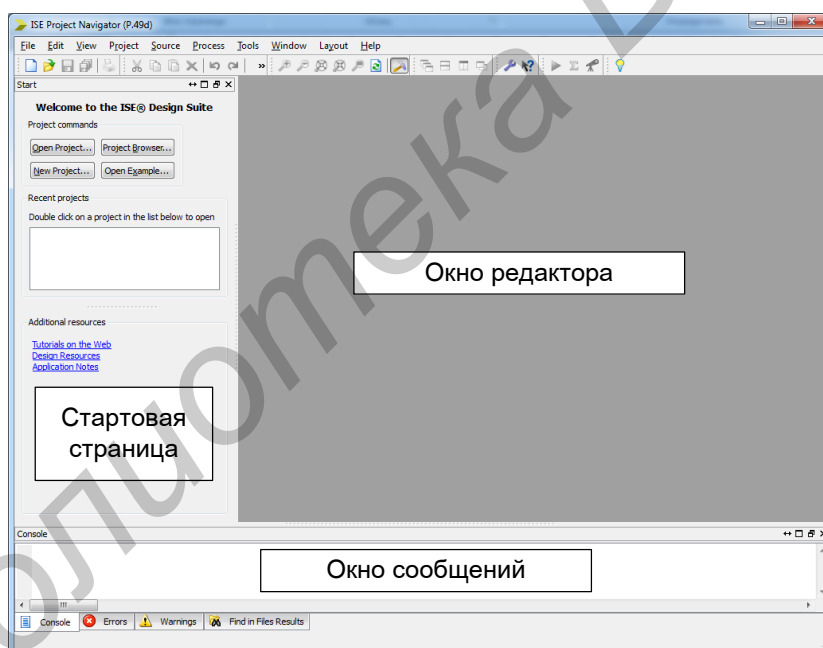 ISE Project Navigator (P.49d)
File Edit View Project Source Process Tools Window Layout Help
Start
Welcome to the ISE® Design Suite
Project commands
Open Project...
Project Browser...
New Project...
Open Example...
Recent projects
Double click on a project in the list below to open
Additional resources
Tutorials on the Web
Design Resources
Application Notes
Стартовая
страница
Окно редактора
Console
Окно сообщений
Console
Errors
Warnings
Find in Files Results